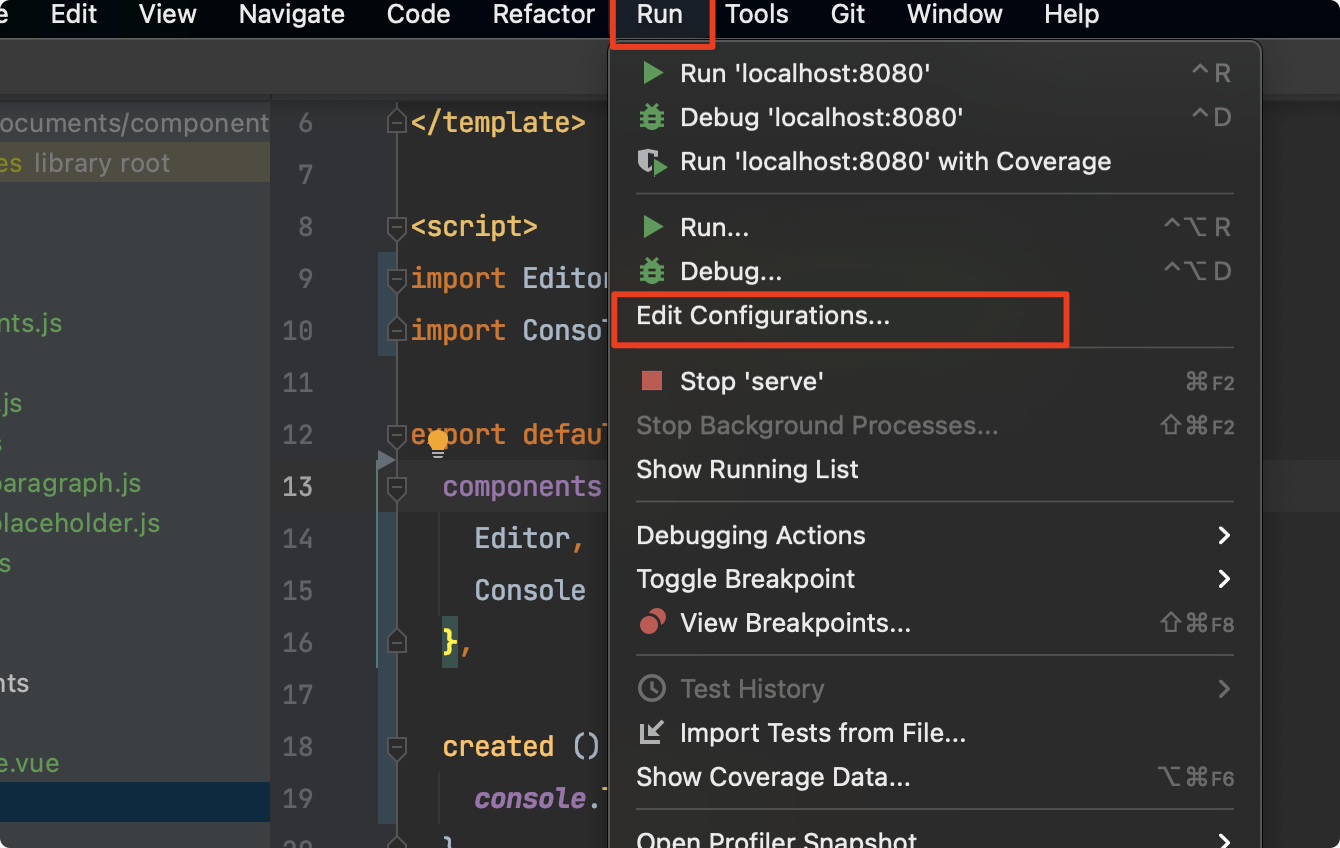 Edit View Navigate Code Refactor Run Tools Git Window Help
Run 'localhost:8080' ^ R
Debug 'localhost:8080' ^ D
Run 'localhost:8080' with Coverage
Run... ^⌥ R
Debug... ^⌥ D
Edit Configurations...
Stop 'serve' ⌘F2
Stop Background Processes... ⇧⌘F2
Show Running List
Debugging Actions
Toggle Breakpoint
View Breakpoints... ⇧⌘F8
Test History
Import Tests from File...
Show Coverage Data... ⌥⌘F6
Open Profiler Snapshot
ocuments/component
es library root
nts.js
.js
s
paragraph.js
placeholder.js
s
nts
e.vue
6 </template>
7
8 <script>
9 import Editor
10 import Conso
11
12 export defau
13 components
14 Editor,
15 Console
16 },
17
18 created ()
19 console.
20 }